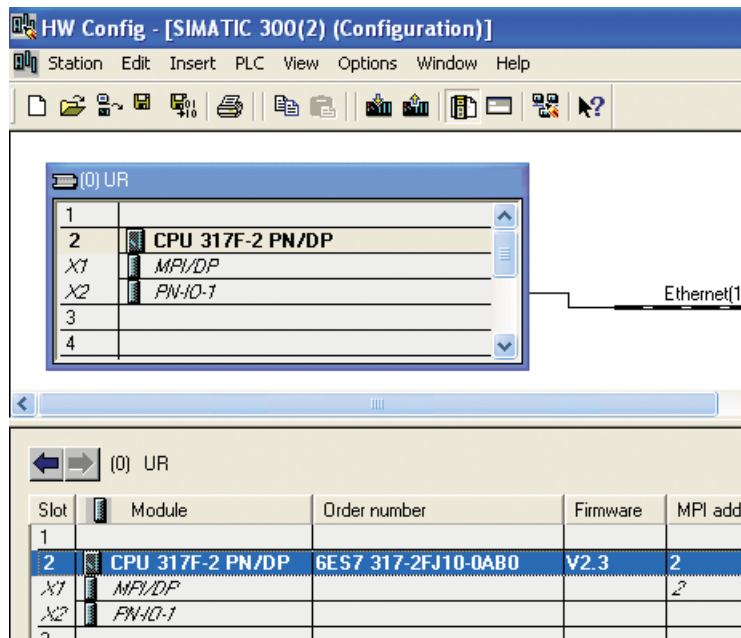 HW Config - [SIMATIC 300(2) (Configuration)]
Station Edit Insert PLC View Options Window Help
(0) UR
1
2 CPU 317F-2 PN/DP
X1 MPI/DP
X2 PN-IO-1
Ethernet(1
3
4
(0) UR
Slot Module Order number Firmware MPI add
1
2 CPU 317F-2 PN/DP 6ES7 317-2FJ10-0AB0 V2.3 2
X1 MPI/DP 2
X2 PN-IO-1